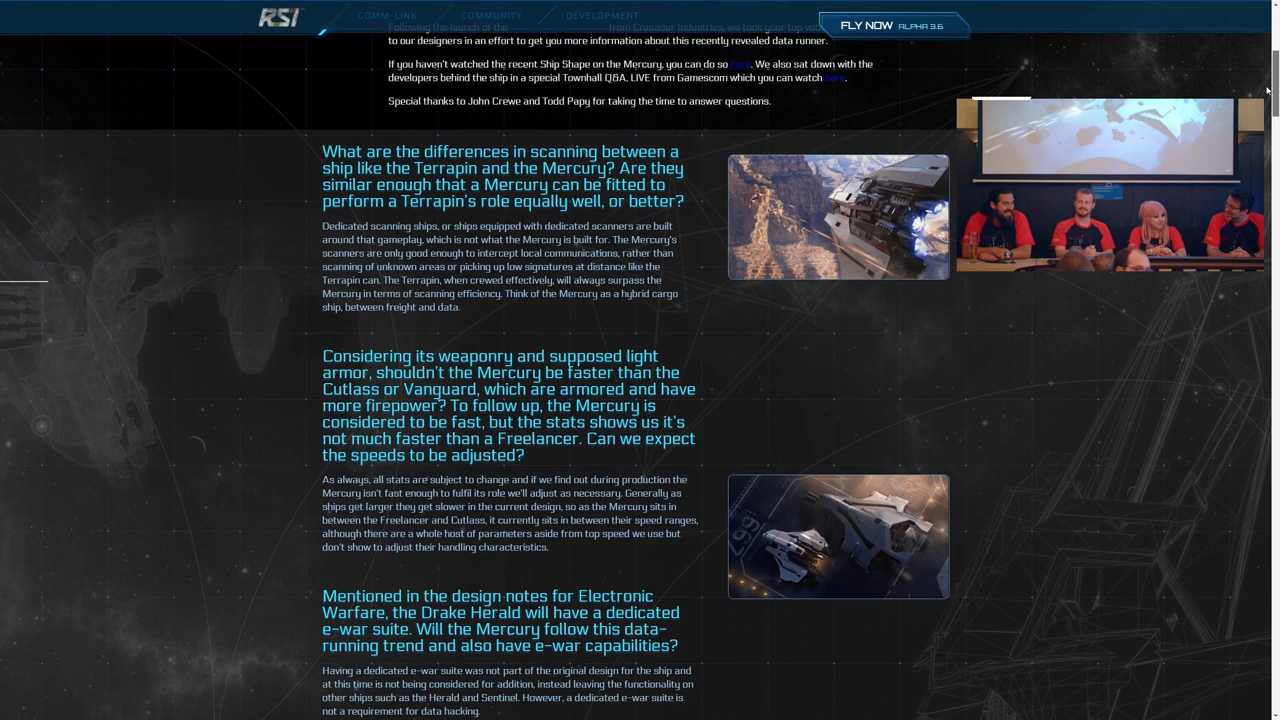 RSI
COMM-LINK
COMMUNITY
DEVELOPMENT
FLY NOW ALPHA 3.6
Following the launch of the from Crusader Industries, we took your top vot
to our designers in an effort to get you more information about this recently revealed data runner.
If you haven't watched the recent Ship Shape on the Mercury, you can do so here. We also sat down with the
developers behind the ship in a special Townhall Q&A, LIVE from Gamescom which you can watch here.
Special thanks to John Crewe and Todd Papy for taking the time to answer questions.
What are the differences in scanning between a
ship like the Terrapin and the Mercury? Are they
similar enough that a Mercury can be fitted to
perform a Terrapin's role equally well, or better?
Dedicated scanning ships, or ships equipped with dedicated scanners are built
around that gameplay, which is not what the Mercury is built for. The Mercury's
scanners are only good enough to intercept local communications, rather than
scanning of unknown areas or picking up low signatures at distance like the
Terrapin can. The Terrapin, when crewed effectively, will always surpass the
Mercury in terms of scanning efficiency. Think of the Mercury as a hybrid cargo
ship, between freight and data.
Considering its weaponry and supposed light
armor, shouldn't the Mercury be faster than the
Cutlass or Vanguard, which are armored and have
more firepower? To follow up, the Mercury is
considered to be fast, but the stats shows us it's
not much faster than a Freelancer. Can we expect
the speeds to be adjusted?
As always, all stats are subject to change and if we find out during production the
Mercury isn't fast enough to fulfil its role we'll adjust as necessary. Generally as
ships get larger they get slower in the current design, so as the Mercury sits in
between the Freelancer and Cutlass, it currently sits in between their speed ranges,
although there are a whole host of parameters aside from top speed we use but
don't show to adjust their handling characteristics.
Mentioned in the design notes for Electronic
Warfare, the Drake Herald will have a dedicated
e-war suite. Will the Mercury follow this data-
running trend and also have e-war capabilities?
Having a dedicated e-war suite was not part of the original design for the ship and
at this time is not being considered for addition, instead leaving the functionality on
other ships such as the Herald and Sentinel. However, a dedicated e-war suite is
not a requirement for data hacking.